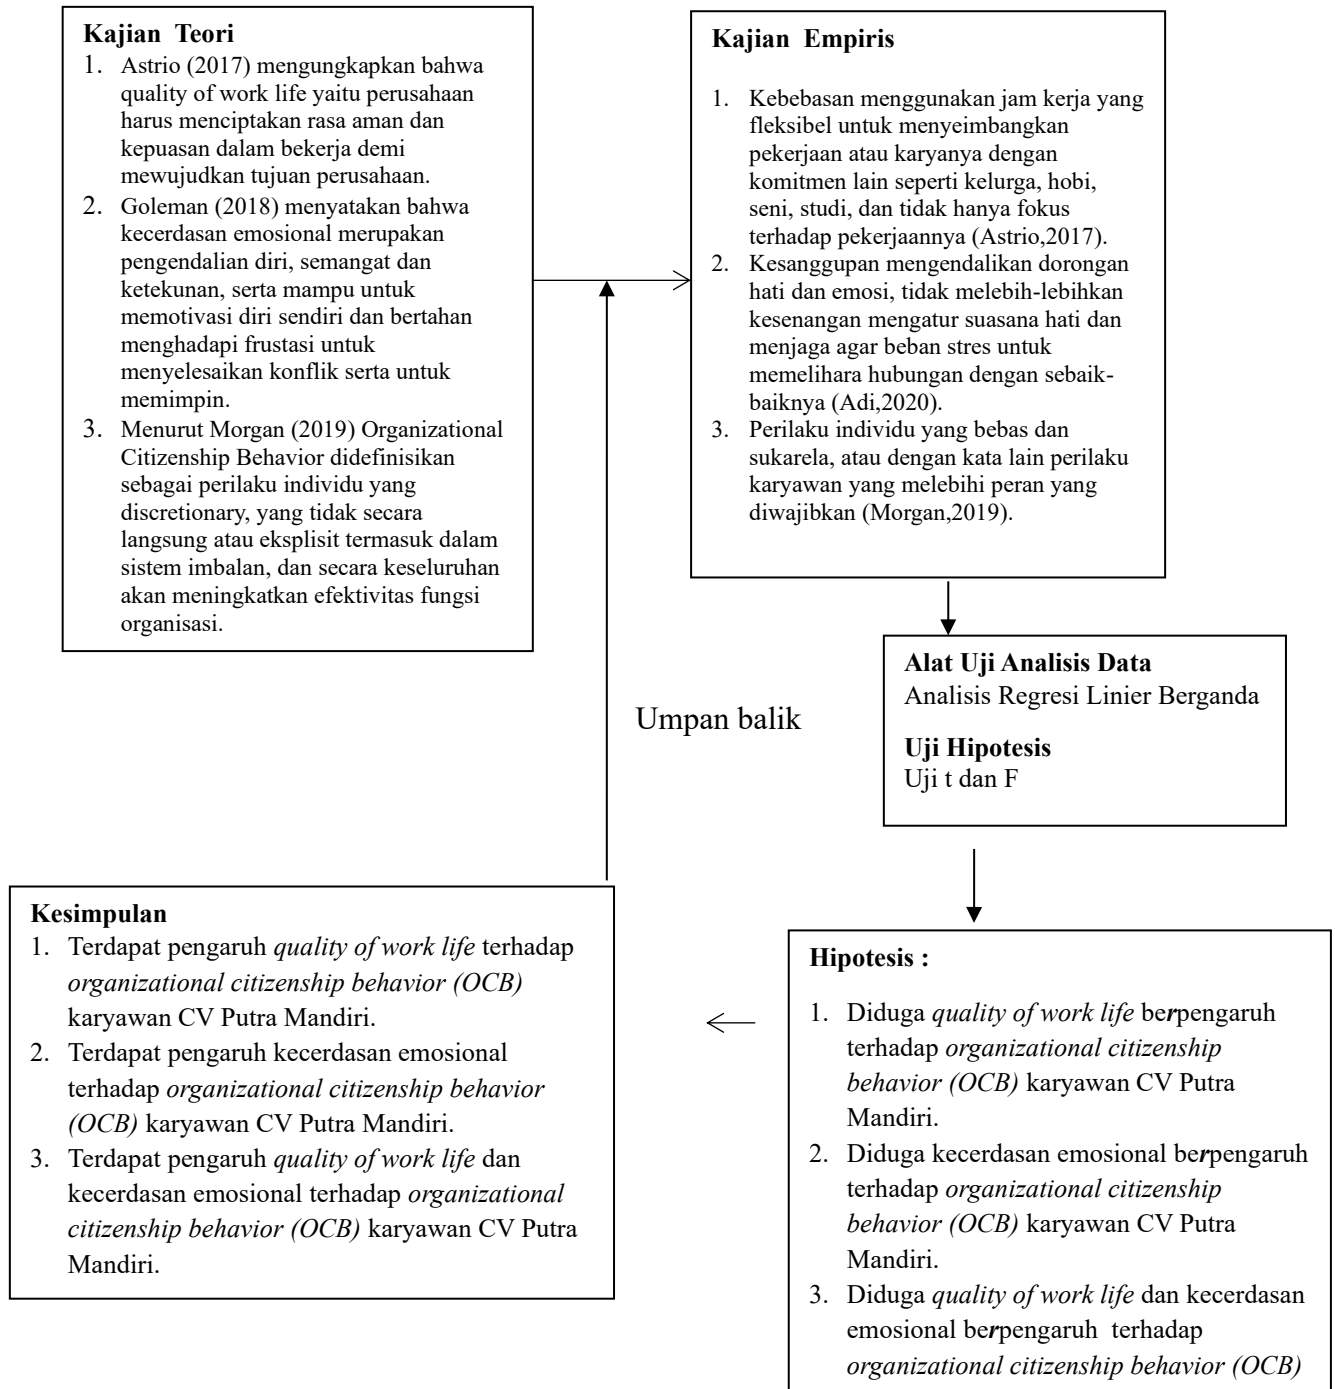 Kajian Teori
1. Astrio (2017) mengungkapkan bahwa
quality of work life yaitu perusahaan
harus menciptakan rasa aman dan
kepuasan dalam bekerja demi
mewujudkan tujuan perusahaan.
2. Goleman (2018) menyatakan bahwa
kecerdasan emosional merupakan
pengendalian diri, semangat dan
ketekunan, serta mampu untuk
memotivasi diri sendiri dan bertahan
menghadapi frustasi untuk
menyelesaikan konflik serta untuk
memimpin.
3. Menurut Morgan (2019) Organizational
Citizenship Behavior didefinisikan
sebagai perilaku individu yang
discretionary, yang tidak secara
langsung atau eksplisit termasuk dalam
sistem imbalan, dan secara keseluruhan
akan meningkatkan efektivitas fungsi
organisasi.
Kajian Empiris
1. Kebebasan menggunakan jam kerja yang
fleksibel untuk menyeimbangkan
pekerjaan atau karyanya dengan
komitmen lain seperti kelurga, hobi,
seni, studi, dan tidak hanya fokus
terhadap pekerjaannya (Astrio,2017).
2. Kesanggupan mengendalikan dorongan
hati dan emosi, tidak melebih-lebihkan
kesenangan mengatur suasana hati dan
menjaga agar beban stres untuk
memelihara hubungan dengan sebaik-
baiknya (Adi,2020).
3. Perilaku individu yang bebas dan
sukarela, atau dengan kata lain perilaku
karyawan yang melebihi peran yang
diwajibkan (Morgan,2019).
Alat Uji Analisis Data
Analisis Regresi Linier Berganda
Uji Hipotesis
Uji t dan F
Umpan balik
Hipotesis :
1. Diduga quality of work life berpengaruh
terhadap organizational citizenship
behavior (OCB) karyawan CV Putra
Mandiri.
2. Diduga kecerdasan emosional berpengaruh
terhadap organizational citizenship
behavior (OCB) karyawan CV Putra
Mandiri.
3. Diduga quality of work life dan kecerdasan
emosional berpengaruh terhadap
organizational citizenship behavior (OCB)
Kesimpulan
1. Terdapat pengaruh quality of work life terhadap
organizational citizenship behavior (OCB)
karyawan CV Putra Mandiri.
2. Terdapat pengaruh kecerdasan emosional
terhadap organizational citizenship behavior
(OCB) karyawan CV Putra Mandiri.
3. Terdapat pengaruh quality of work life dan
kecerdasan emosional terhadap organizational
citizenship behavior (OCB) karyawan CV Putra
Mandiri.